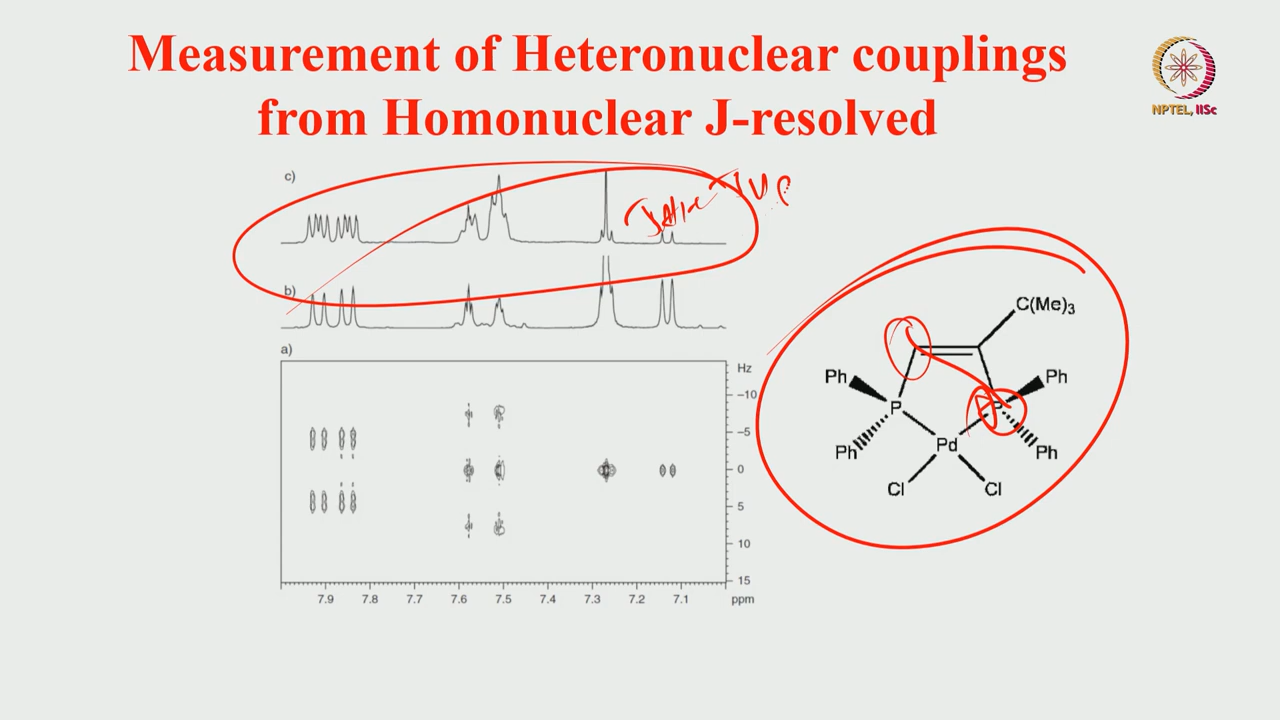 Measurement of Heteronuclear couplings
from Homonuclear J-resolved
NPTEL, IISc
c)
b)
a)
Hz
-10
-5
0
5
10
15
7.9 7.8 7.7 7.6 7.5 7.4 7.3 7.2 7.1 ppm
C(Me)3
Ph Ph
P P
Ph Pd Ph
Cl Cl